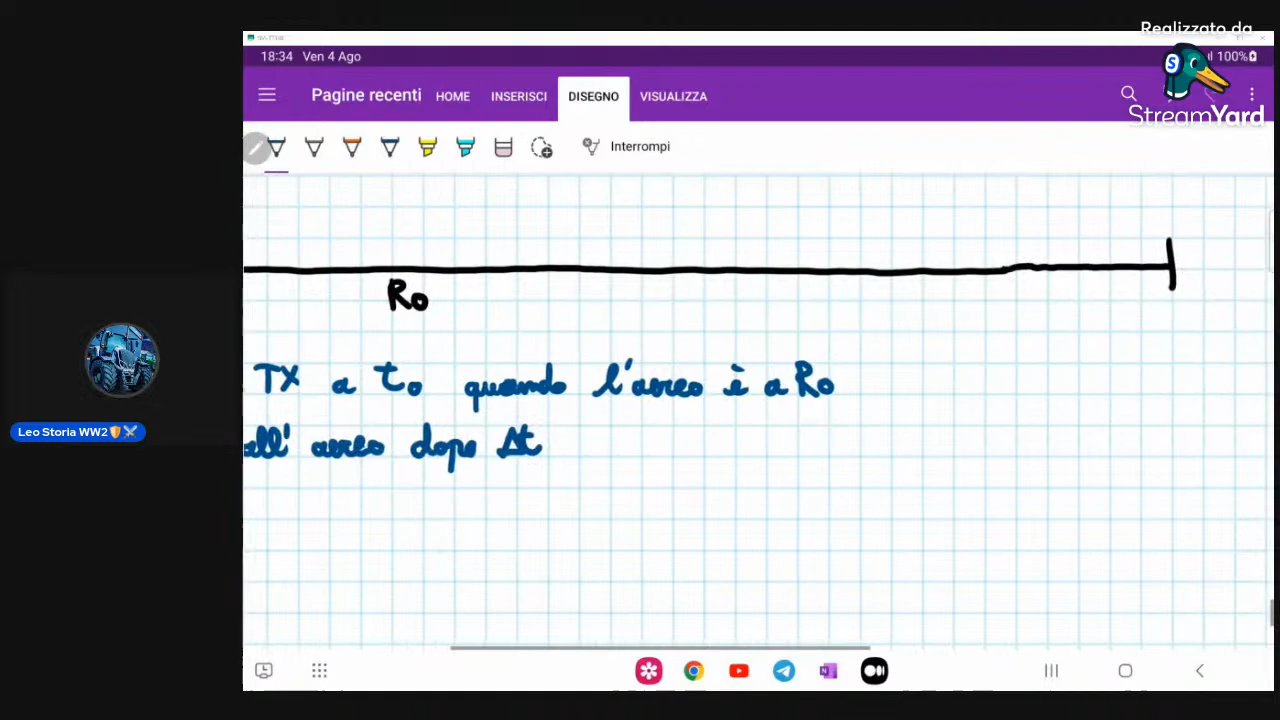 Realizzato da
StreamYard
18:34 Ven 4 Ago
100%
Pagine recenti HOME INSERISCI DISEGNO VISUALIZZA
Interrompi
Ro
TX a to quando l'aereo è a Ro
all' aereo dopo Δt
Leo Storia WW2